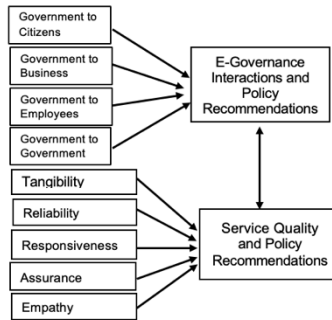 Government to
Citizens
Government to
Business
Government to
Employees
Government to
Government
E-Governance
Interactions and
Policy
Recommendations
Tangibility
Reliability
Responsiveness
Assurance
Empathy
Service Quality
and Policy
Recommendations